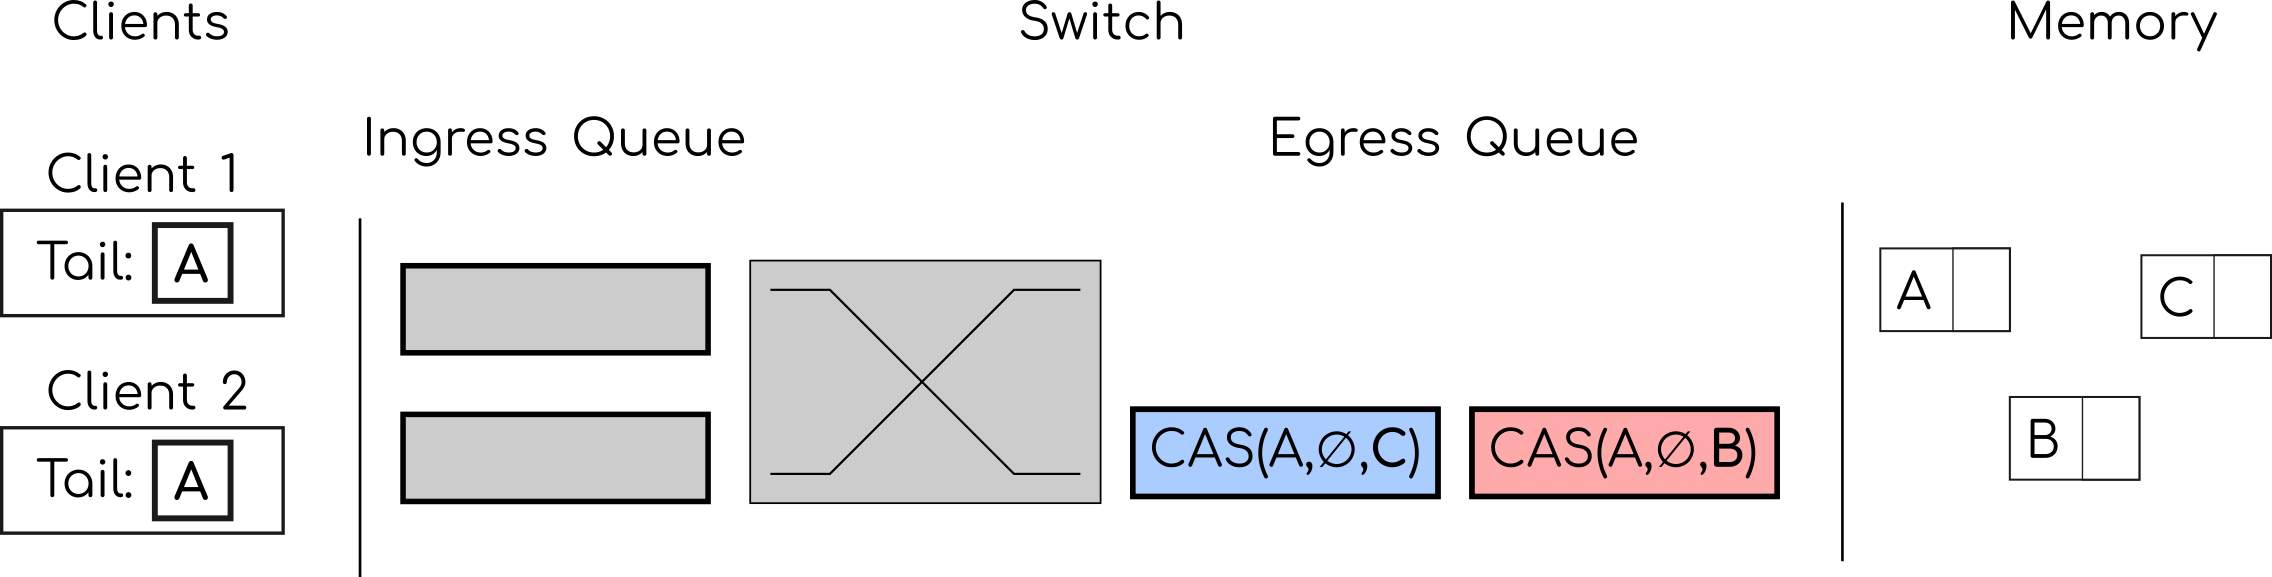 Clients
Switch
Memory
Ingress Queue
Egress Queue
Client 1
Tail: A
Client 2
Tail: A
CAS(A,∅,C)
CAS(A,∅,B)
A
C
B